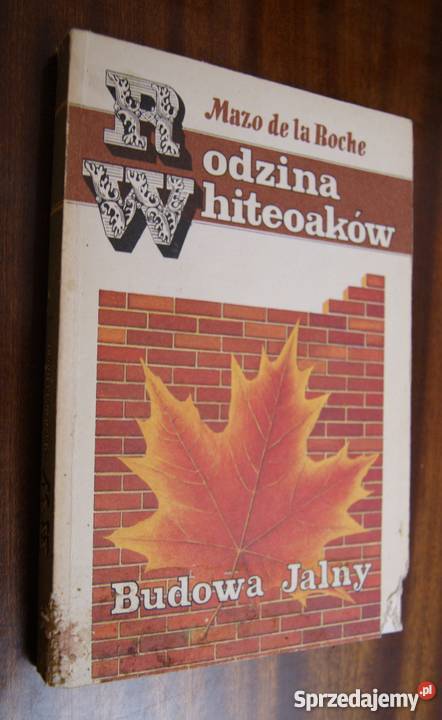 Mazo de la Roche
Rodzina
Whiteoaków
Budowa Jalny
Sprzedajemy.pl